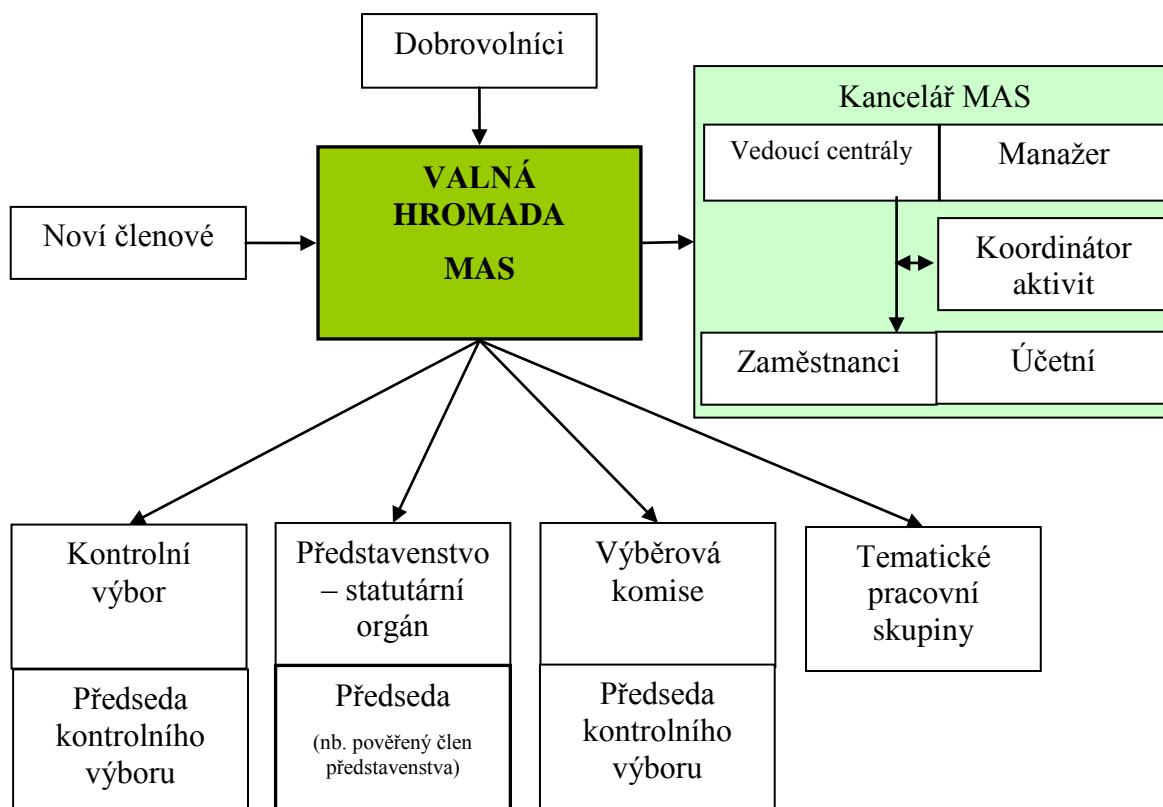 Dobrovolníci
Kancelář MAS
Vedoucí centrály
Manažer
VALNÁ
HROMADA
MAS
Noví členové
Koordinátor
aktivit
Zaměstnanci
Účetní
Kontrolní
výbor
Předseda
kontrolního
výboru
Představenstvo
– statutární
orgán
Předseda
(nb. pověřený člen
představenstva)
Výběrová
komise
Předseda
kontrolního
výboru
Tematické
pracovní
skupiny